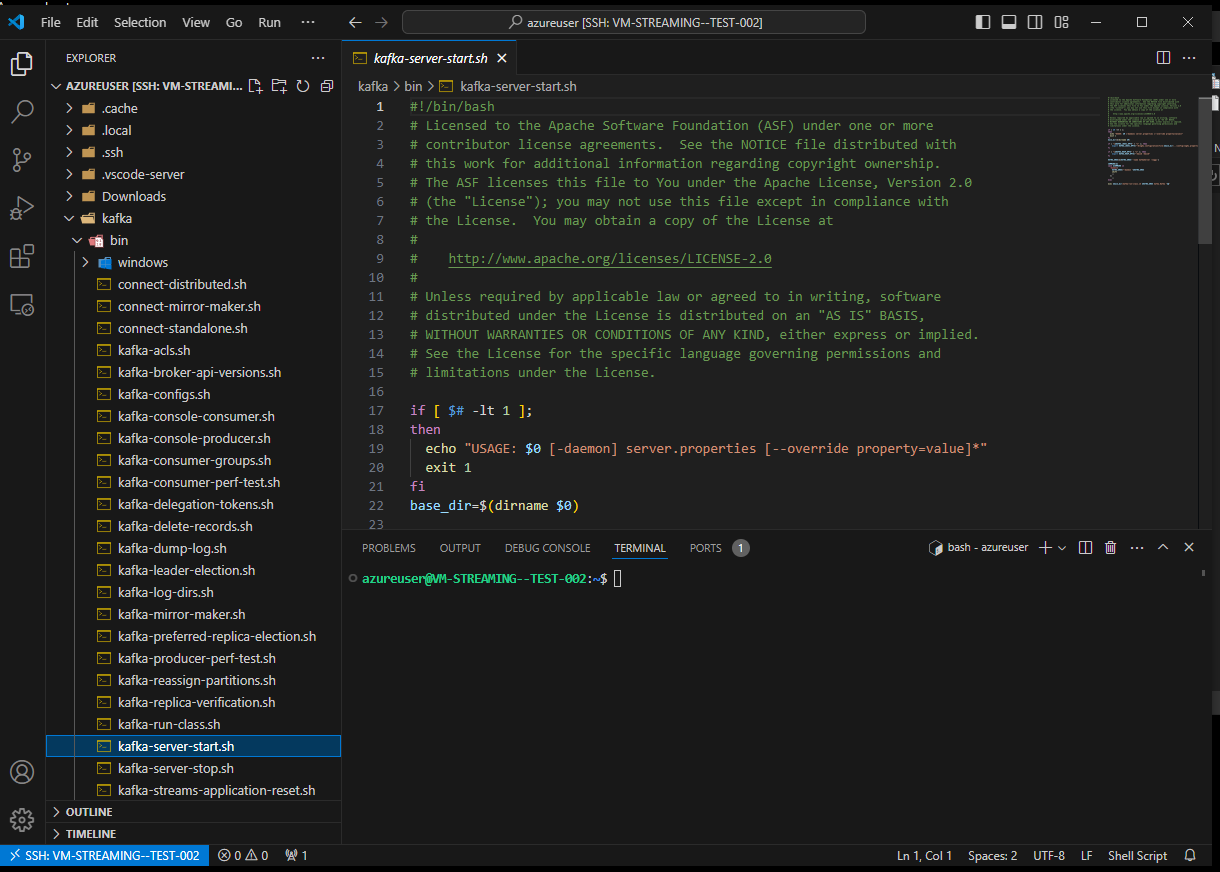 File Edit Selection View Go Run ...
azureuser [SSH: VM-STREAMING--TEST-002]
EXPLORER
AZUREUSER [SSH: VM-STREAMI...
.cache
.local
.ssh
.vscode-server
Downloads
kafka
bin
windows
connect-distributed.sh
connect-mirror-maker.sh
connect-standalone.sh
kafka-acls.sh
kafka-broker-api-versions.sh
kafka-configs.sh
kafka-console-consumer.sh
kafka-console-producer.sh
kafka-consumer-groups.sh
kafka-consumer-perf-test.sh
kafka-delegation-tokens.sh
kafka-delete-records.sh
kafka-dump-log.sh
kafka-leader-election.sh
kafka-log-dirs.sh
kafka-mirror-maker.sh
kafka-preferred-replica-election.sh
kafka-producer-perf-test.sh
kafka-reassign-partitions.sh
kafka-replica-verification.sh
kafka-run-class.sh
kafka-server-start.sh
kafka-server-stop.sh
kafka-streams-application-reset.sh
OUTLINE
TIMELINE
kafka-server-start.sh
kafka > bin > kafka-server-start.sh
1 #!/bin/bash
2 # Licensed to the Apache Software Foundation (ASF) under one or more
3 # contributor license agreements.  See the NOTICE file distributed with
4 # this work for additional information regarding copyright ownership.
5 # The ASF licenses this file to You under the Apache License, Version 2.0
6 # (the "License"); you may not use this file except in compliance with
7 # the License.  You may obtain a copy of the License at
8 #
9 #    http://www.apache.org/licenses/LICENSE-2.0
10 #
11 # Unless required by applicable law or agreed to in writing, software
12 # distributed under the License is distributed on an "AS IS" BASIS,
13 # WITHOUT WARRANTIES OR CONDITIONS OF ANY KIND, either express or implied.
14 # See the License for the specific language governing permissions and
15 # limitations under the License.
16
17 if [ $# -lt 1 ];
18 then
19   echo "USAGE: $0 [-daemon] server.properties [--override property=value]*"
20   exit 1
21 fi
22 base_dir=$(dirname $0)
23
PROBLEMS OUTPUT DEBUG CONSOLE TERMINAL PORTS 1
bash - azureuser
azureuser@VM-STREAMING--TEST-002:~$
SSH: VM-STREAMING--TEST-002 0 0 1
Ln 1, Col 1 Spaces: 2 UTF-8 LF Shell Script